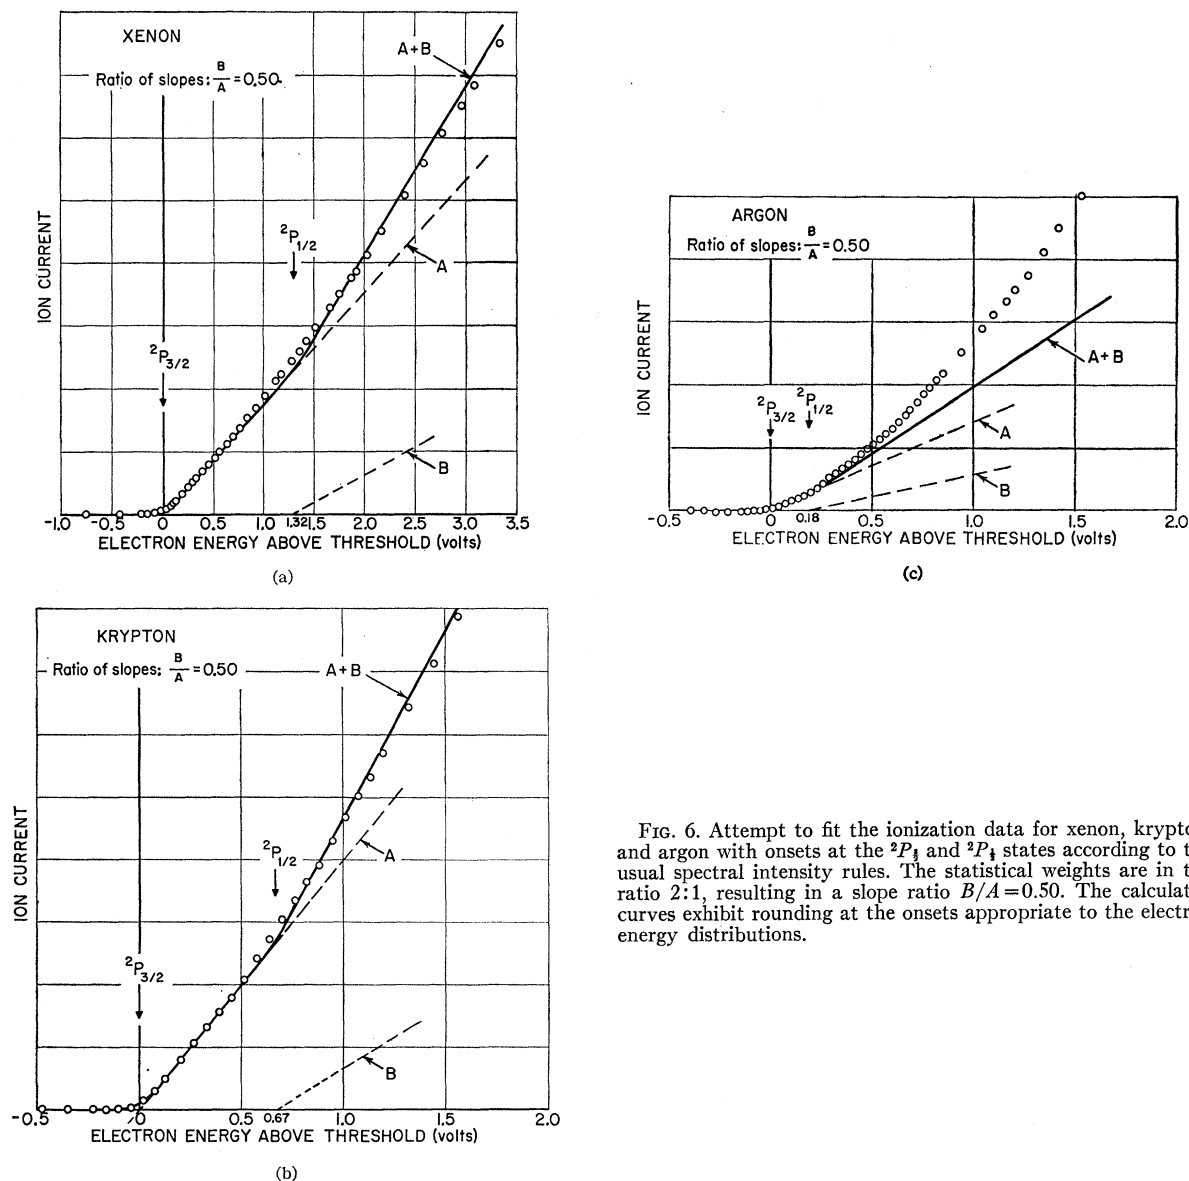 XENON
Ratio of slopes: B/A = 0.50
A+B
²P₁/₂
A
²P₃/₂
B
ION CURRENT
-1.0 -0.5 0 0.5 1.0 1.32 1.5 2.0 2.5 3.0 3.5
ELECTRON ENERGY ABOVE THRESHOLD (volts)
(a)
ARGON
Ratio of slopes: B/A = 0.50
A+B
²P₃/₂ ²P₁/₂
A
B
ION CURRENT
-0.5 0 0.18 0.5 1.0 1.5 2.0
ELECTRON ENERGY ABOVE THRESHOLD (volts)
(c)
KRYPTON
Ratio of slopes: B/A = 0.50
A+B
²P₁/₂
A
²P₃/₂
B
ION CURRENT
-0.5 0 0.5 0.67 1.0 1.5 2.0
ELECTRON ENERGY ABOVE THRESHOLD (volts)
(b)
FIG. 6. Attempt to fit the ionization data for xenon, krypto
and argon with onsets at the ²P₃/₂ and ²P₁/₂ states according to t
usual spectral intensity rules. The statistical weights are in t
ratio 2:1, resulting in a slope ratio B/A=0.50. The calculat
curves exhibit rounding at the onsets appropriate to the electr
energy distributions.